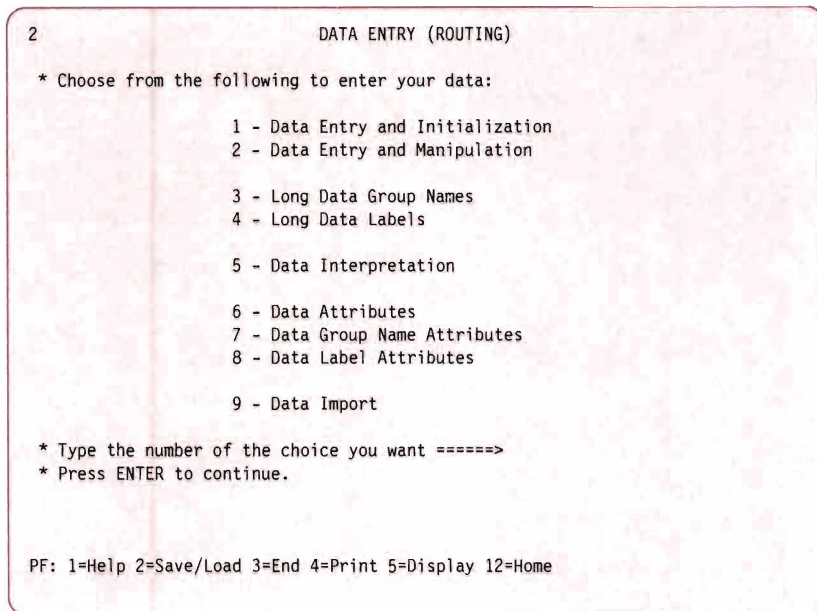 2 DATA ENTRY (ROUTING)
* Choose from the following to enter your data:
1 - Data Entry and Initialization
2 - Data Entry and Manipulation
3 - Long Data Group Names
4 - Long Data Labels
5 - Data Interpretation
6 - Data Attributes
7 - Data Group Name Attributes
8 - Data Label Attributes
9 - Data Import
* Type the number of the choice you want ======>
* Press ENTER to continue.
PF: 1=Help 2=Save/Load 3=End 4=Print 5=Display 12=Home